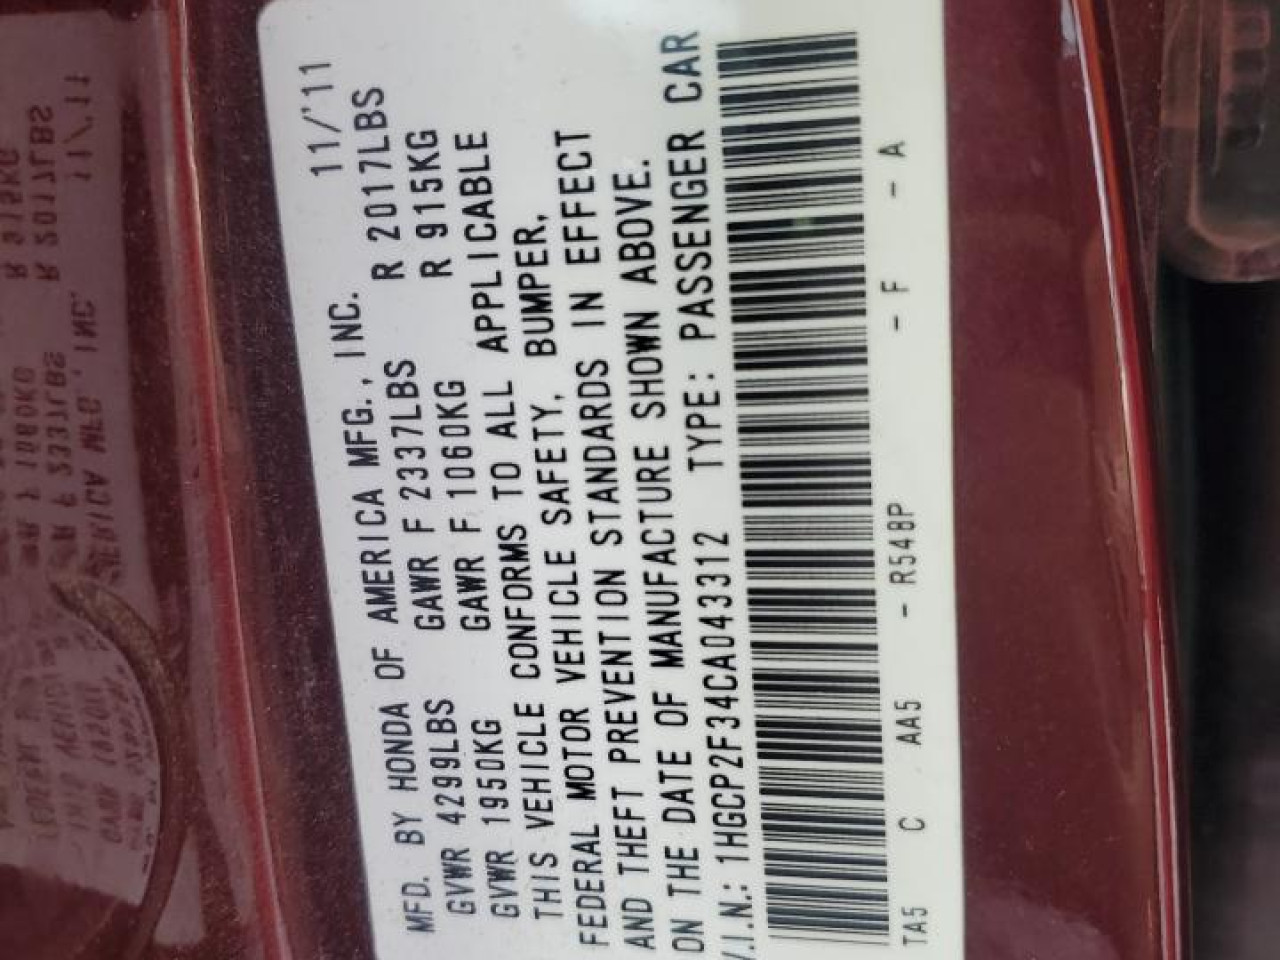 MFD. BY HONDA OF AMERICA MFG., INC. 11/'11
GVWR 4299LBS GAWR F 2337LBS R 2017LBS
GVWR 1950KG GAWR F 1060KG R 915KG
THIS VEHICLE CONFORMS TO ALL APPLICABLE
FEDERAL MOTOR VEHICLE SAFETY, BUMPER,
AND THEFT PREVENTION STANDARDS IN EFFECT
ON THE DATE OF MANUFACTURE SHOWN ABOVE.
V.I.N.: 1HGCP2F34CA043312 TYPE: PASSENGER CAR
TA5 C AA5 - R548P - F - A